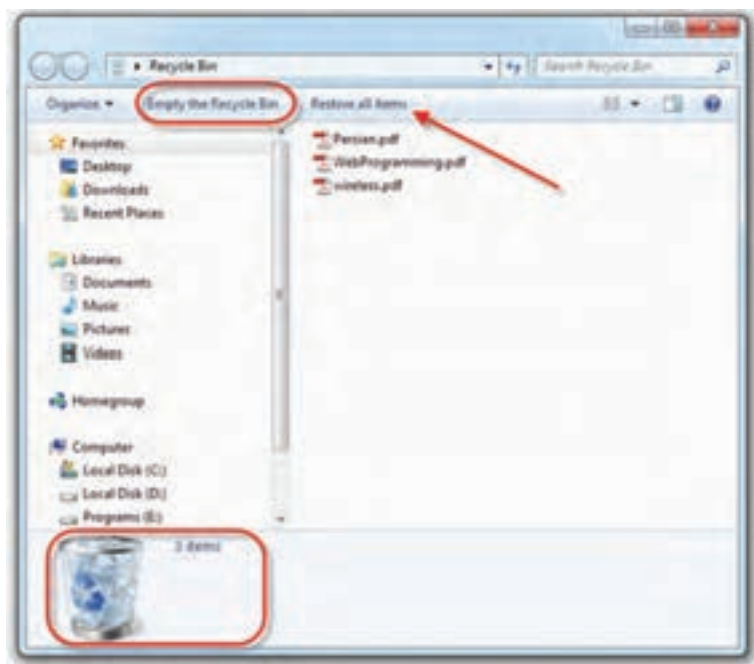 Recycle Bin
Search Recycle Bin
Organize
Empty the Recycle Bin
Restore all items
Favorites
Desktop
Downloads
Recent Places
Libraries
Documents
Music
Pictures
Videos
Homegroup
Computer
Local Disk (C:)
Local Disk (D:)
Programs (E:)
Persian.pdf
WebProgramming.pdf
wireless.pdf
3 items